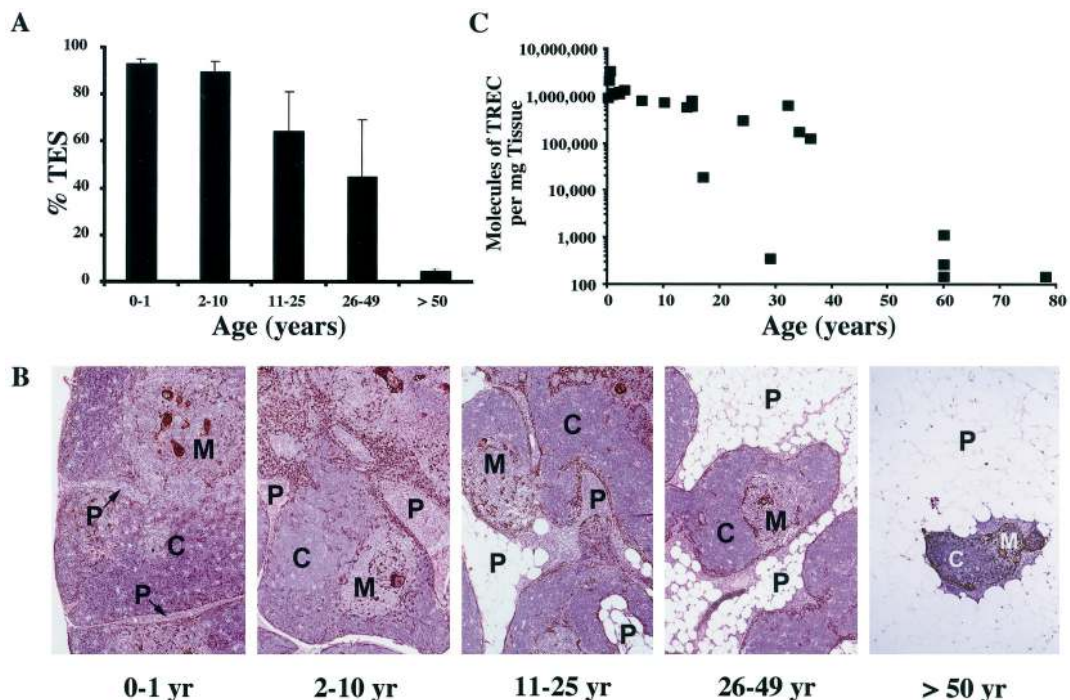 A
100
80
60
40
20
0
% TES
0-1 2-10 11-25 26-49 > 50
Age (years)
C
10,000,000
1,000,000
100,000
10,000
1,000
100
Molecules of TREC
per mg Tissue
0 10 20 30 40 50 60 70 80
Age (years)
B
M
P
C
P
P
P
C
M
C
M
P
P
P
P
C
M
P
P
C
M
0-1 yr 2-10 yr 11-25 yr 26-49 yr > 50 yr